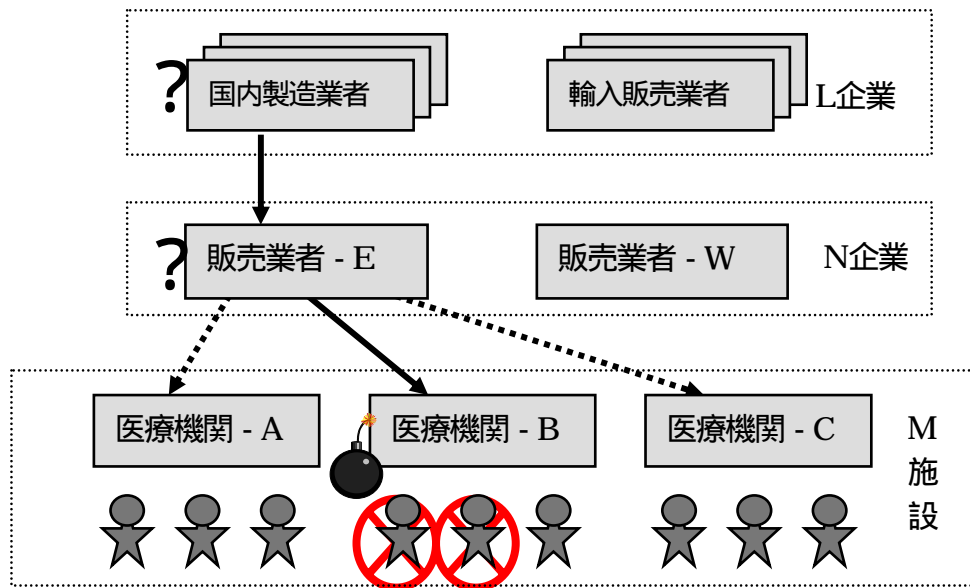 ?
国内製造業者
輸入販売業者
L企業
?
販売業者 - E
販売業者 - W
N企業
医療機関 - A
医療機関 - B
医療機関 - C
M
施
設